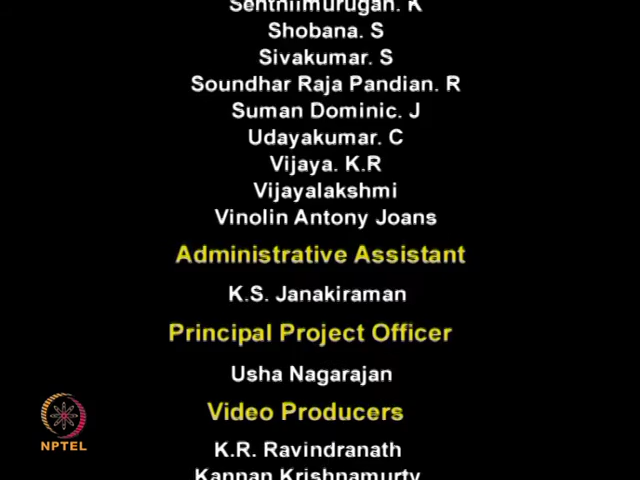 Senthilmurugan. K
Shobana. S
Sivakumar. S
Soundhar Raja Pandian. R
Suman Dominic. J
Udayakumar. C
Vijaya. K.R
Vijayalakshmi
Vinolin Antony Joans
Administrative Assistant
K.S. Janakiraman
Principal Project Officer
Usha Nagarajan
Video Producers
K.R. Ravindranath
Kannan Krishnamurty
NPTEL